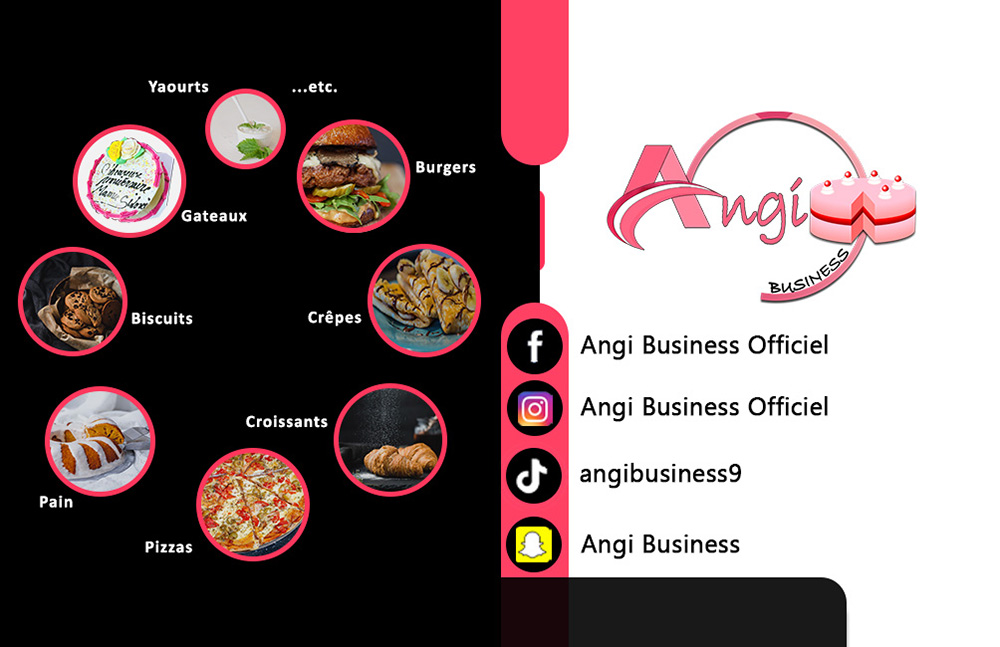 Yaourts
...etc.
Burgers
Gateaux
Biscuits
Crêpes
Croissants
Pain
Pizzas
Angi
BUSINESS
Angi Business Officiel
Angi Business Officiel
angibusiness9
Angi Business